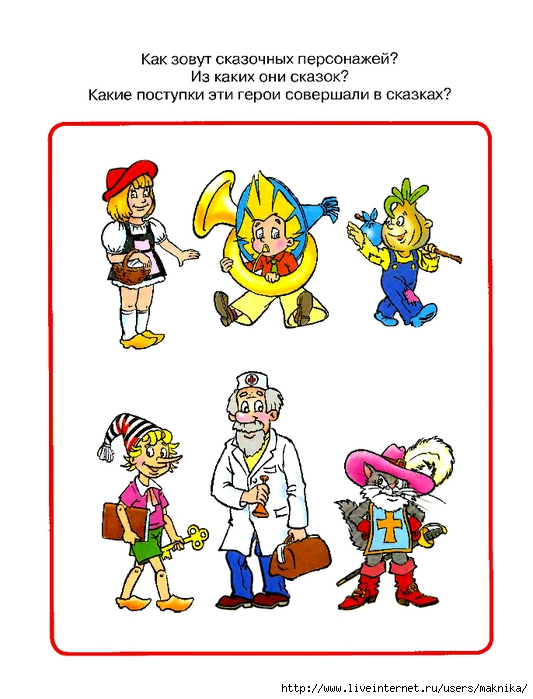 Как зовут сказочных персонажей?
Из каких они сказок?
Какие поступки эти герои совершали в сказках?
http://www.liveinternet.ru/users/maknika/